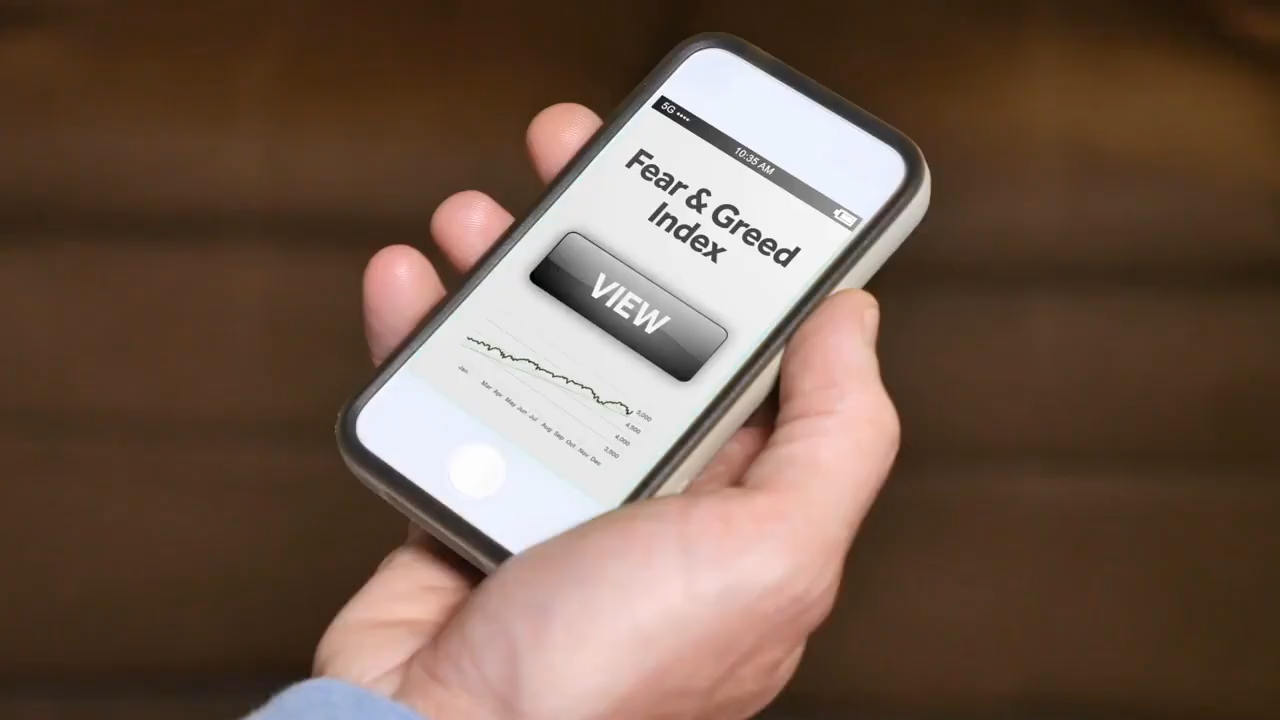 5G
10:35 AM
Fear & Greed
Index
VIEW
5,000
4,500
4,000
3,500
Jan Mar Apr May Jun Jul Aug Sep Oct Nov Dec